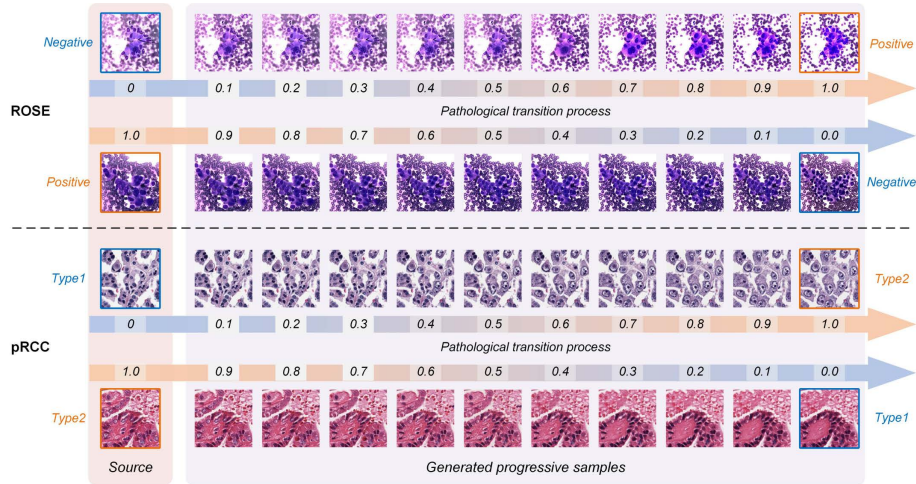 Negative
Positive
0 0.1 0.2 0.3 0.4 0.5 0.6 0.7 0.8 0.9 1.0
ROSE
Pathological transition process
1.0 0.9 0.8 0.7 0.6 0.5 0.4 0.3 0.2 0.1 0.0
Positive
Negative
Type1
Type2
0 0.1 0.2 0.3 0.4 0.5 0.6 0.7 0.8 0.9 1.0
pRCC
Pathological transition process
1.0 0.9 0.8 0.7 0.6 0.5 0.4 0.3 0.2 0.1 0.0
Type2
Type1
Source
Generated progressive samples